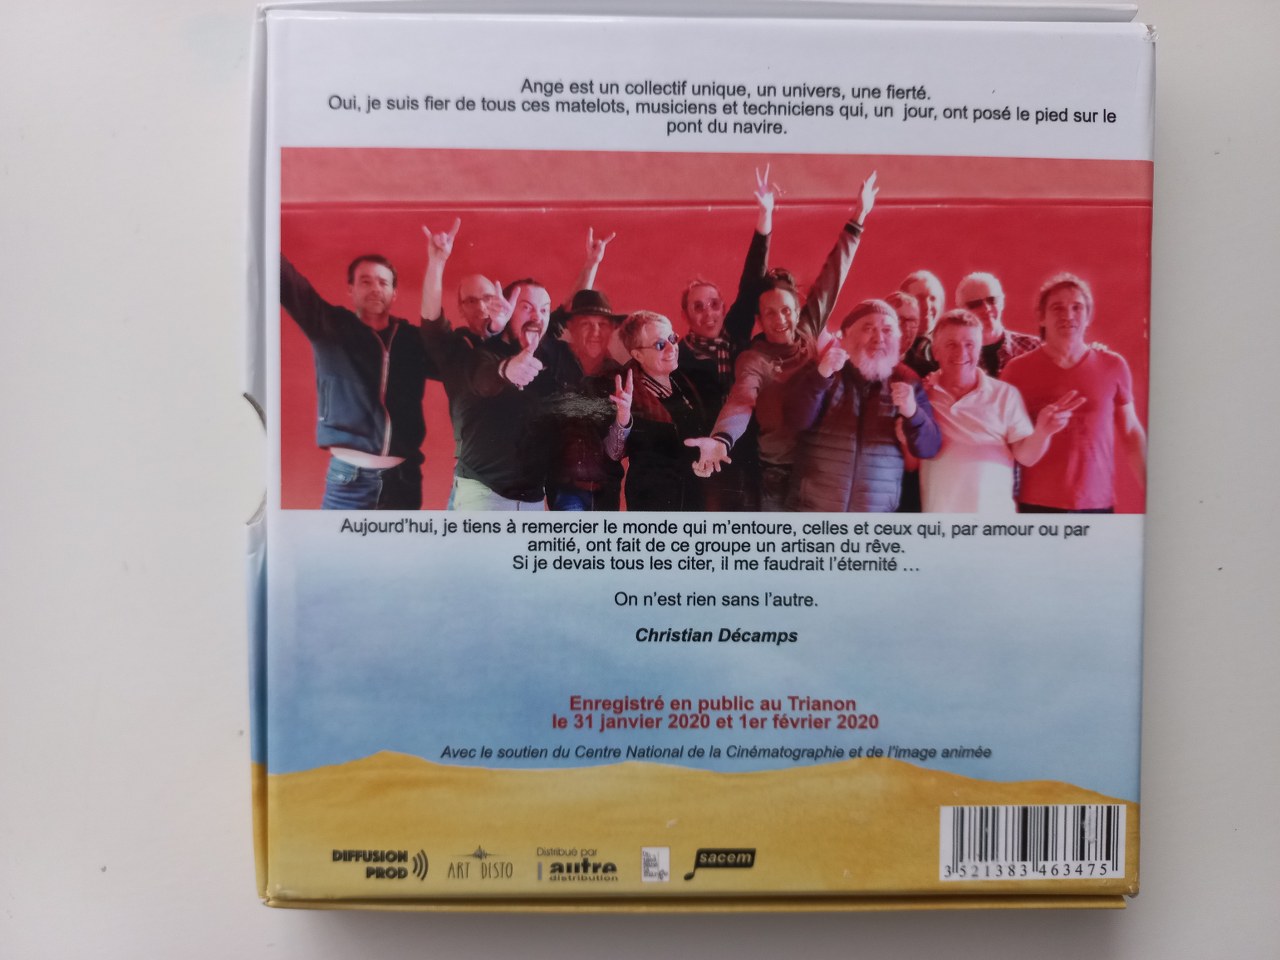 Ange est un collectif unique, un univers, une fierté.
Oui, je suis fier de tous ces matelots, musiciens et techniciens qui, un jour, ont posé le pied sur le
pont du navire.
Aujourd'hui, je tiens à remercier le monde qui m'entoure, celles et ceux qui, par amour ou par
amitié, ont fait de ce groupe un artisan du rêve.
Si je devais tous les citer, il me faudrait l'éternité ...
On n'est rien sans l'autre.
Christian Décamps
Enregistré en public au Trianon
le 31 janvier 2020 et 1er février 2020
Avec le soutien du Centre National de la Cinématographie et de l'image animée
DIFFUSION
PROD
ART DISTO
Distribué par
autre
distribution
sacem
3 521383 463475